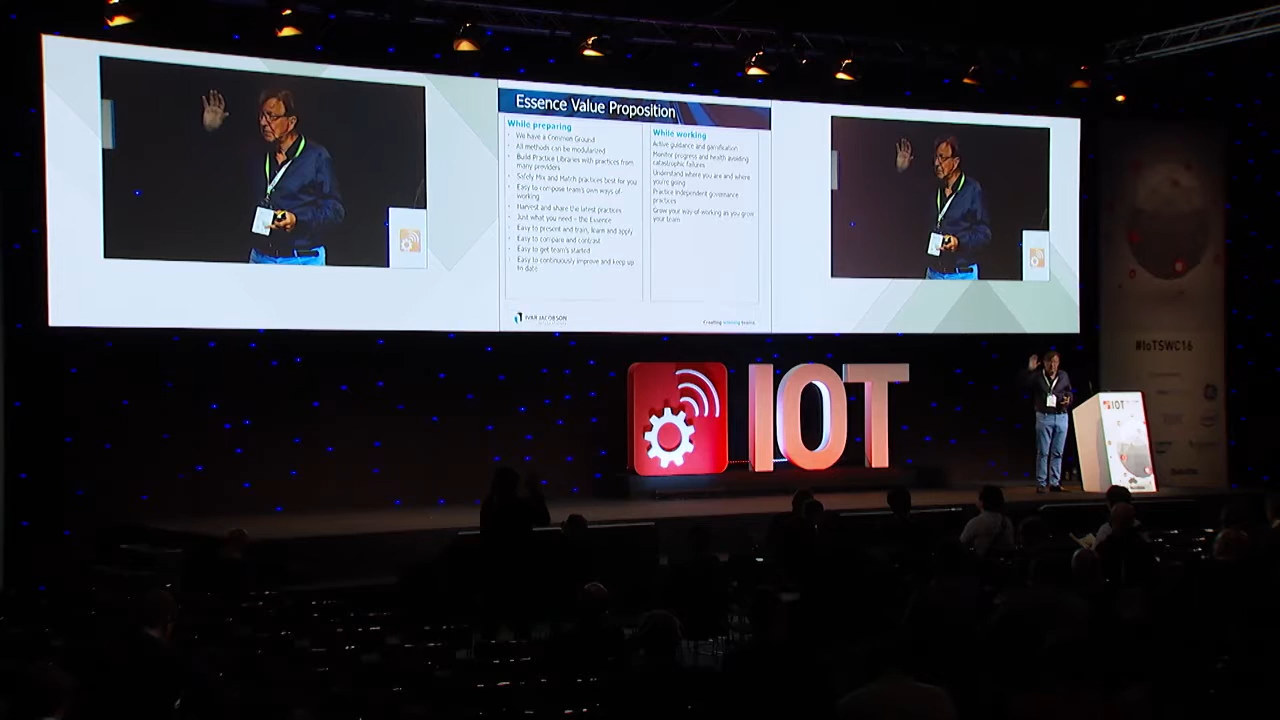 Essence Value Proposition
While preparing
We have a Common Ground
All methods can be modularized
Build Practice Libraries with practices from
many providers
Safely Mix and Match practices best for you
Easy to compose team's own ways of
working
Harvest and share the latest practices
Just what you need – the Essence
Easy to present and train, learn and apply
Easy to compare and contrast
Easy to get team's started
Easy to continuously improve and keep up
to date
While working
Active guidance and gamification
Monitor progress and health avoiding
catastrophic failures
Understand where you are and where
you're going
Practice independent governance
practices
Grow your way-of-working as you grow
your team
IVAR JACOBSON
Creating winning teams.
#IoTSWC16
IOT
IOT